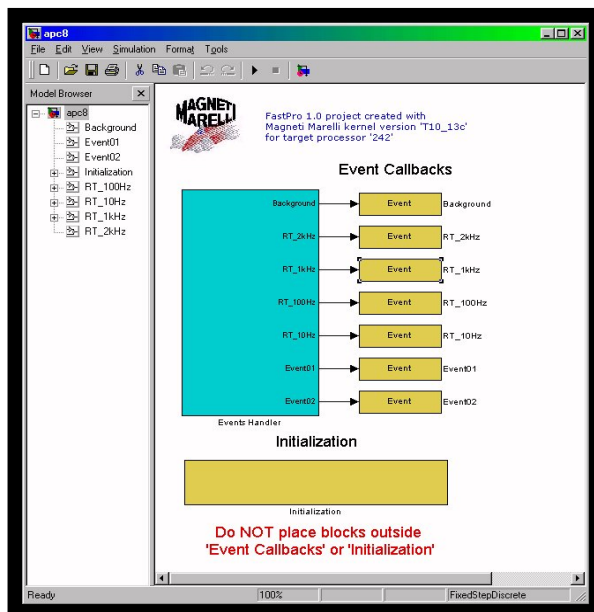 apc8
File Edit View Simulation Format Tools
Model Browser
apc8
Background
Event01
Event02
Initialization
RT_100Hz
RT_10Hz
RT_1kHz
RT_2kHz
MAGNETI
MARELLI
FastPro 1.0 project created with
Magneti Marelli kernel version 'T10_13c'
for target processor '242'
Event Callbacks
Background Event Background
RT_2kHz Event RT_2kHz
RT_1kHz Event RT_1kHz
RT_100Hz Event RT_100Hz
RT_10Hz Event RT_10Hz
Event01 Event Event01
Event02 Event Event02
Events Handler
Initialization
Initialization
Do NOT place blocks outside
'Event Callbacks' or 'Initialization'
Ready 100% FixedStepDiscrete